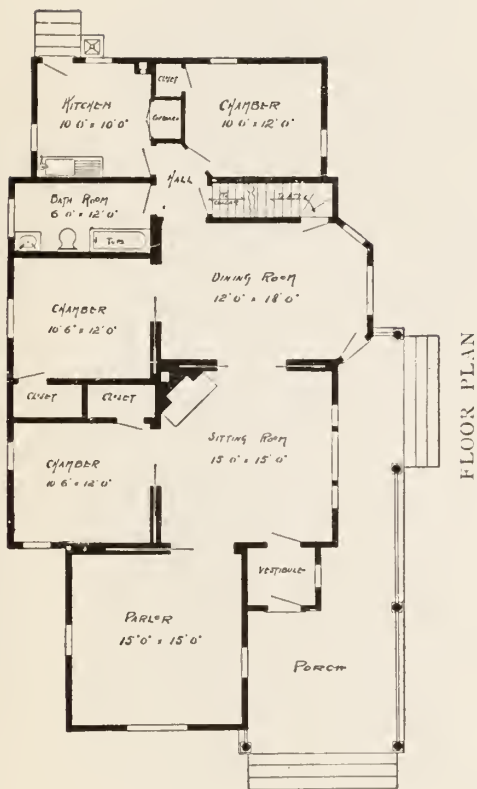 KITCHEN
10'0" x 10'0"
CLOSET
CHAMBER
10'0" x 12'0"
HALL
BATH ROOM
6'0" x 12'0"
TUB
DINING ROOM
12'0" x 18'0"
CHAMBER
10'6" x 12'0"
CLOSET
CLOSET
SITTING ROOM
15'0" x 15'0"
CHAMBER
10'6" x 12'0"
VESTIBULE
PARLOR
15'0" x 15'0"
PORCH
FLOOR PLAN